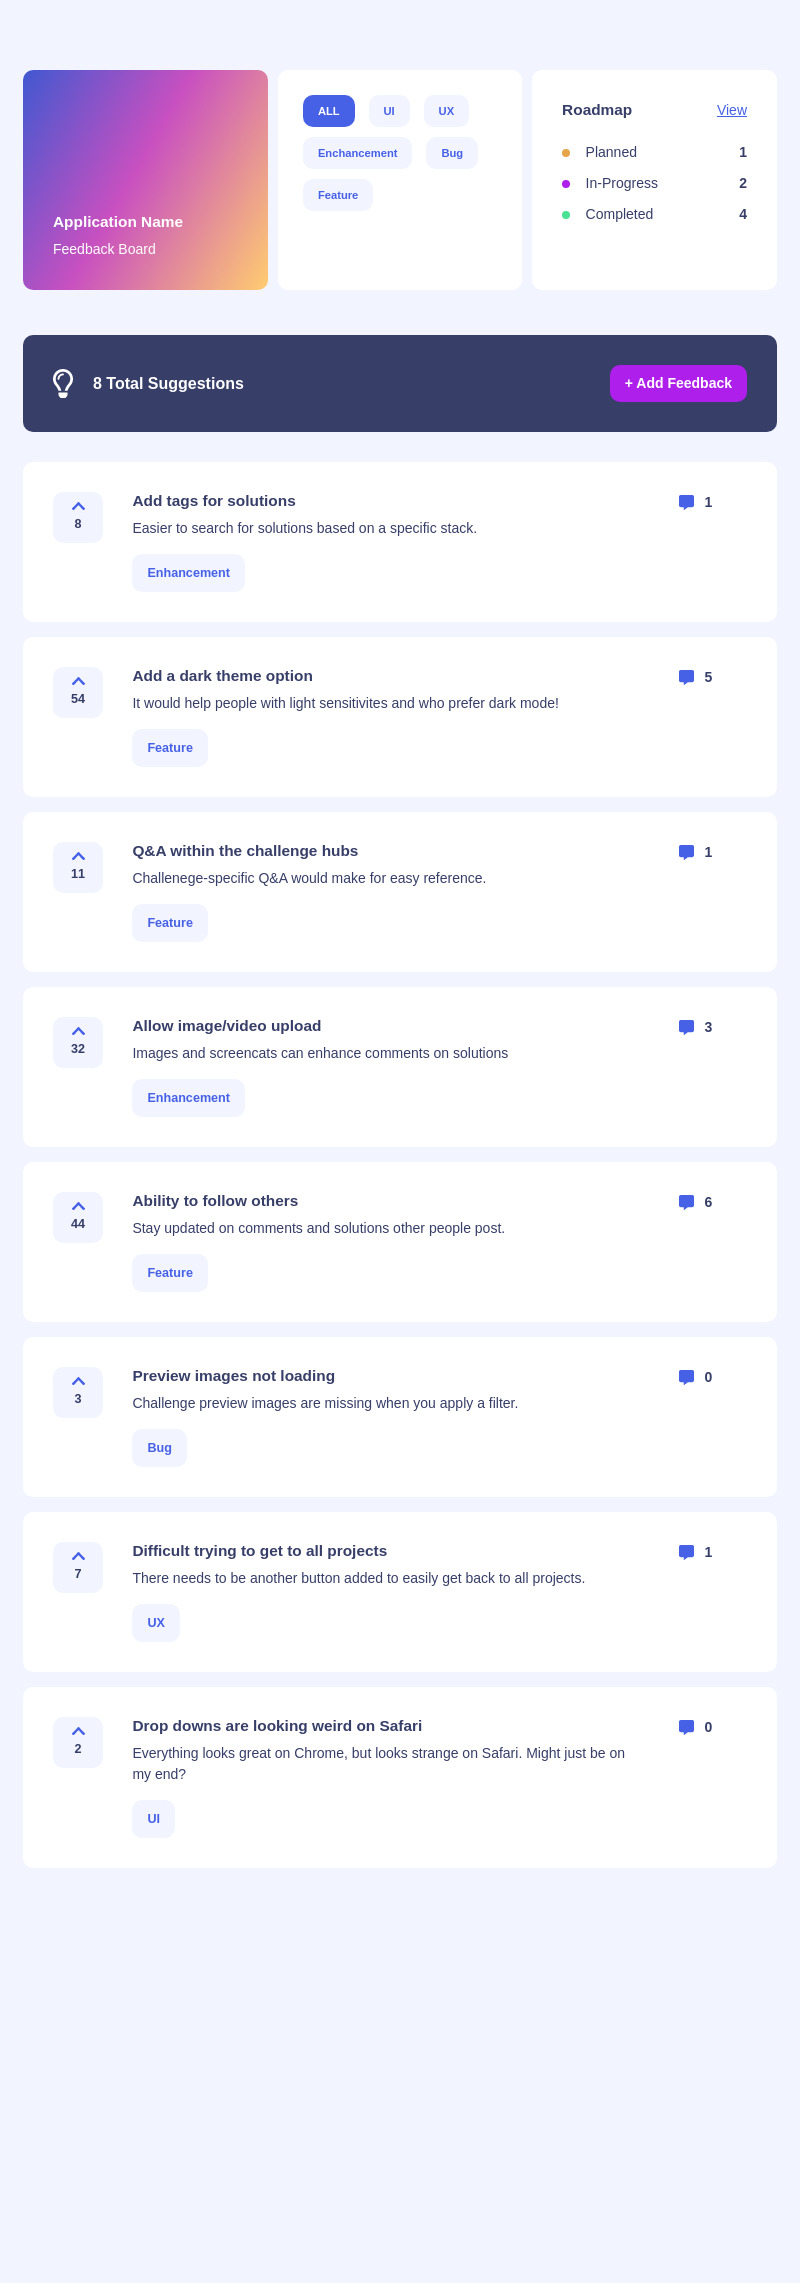 Application Name
Feedback Board
ALL UI UX
Enchancement Bug
Feature
Roadmap View
Planned 1
In-Progress 2
Completed 4
8 Total Suggestions + Add Feedback
8
Add tags for solutions
Easier to search for solutions based on a specific stack.
Enhancement
1
54
Add a dark theme option
It would help people with light sensitivites and who prefer dark mode!
Feature
5
11
Q&A within the challenge hubs
Challenege-specific Q&A would make for easy reference.
Feature
1
32
Allow image/video upload
Images and screencats can enhance comments on solutions
Enhancement
3
44
Ability to follow others
Stay updated on comments and solutions other people post.
Feature
6
3
Preview images not loading
Challenge preview images are missing when you apply a filter.
Bug
0
7
Difficult trying to get to all projects
There needs to be another button added to easily get back to all projects.
UX
1
2
Drop downs are looking weird on Safari
Everything looks great on Chrome, but looks strange on Safari. Might just be on
my end?
UI
0